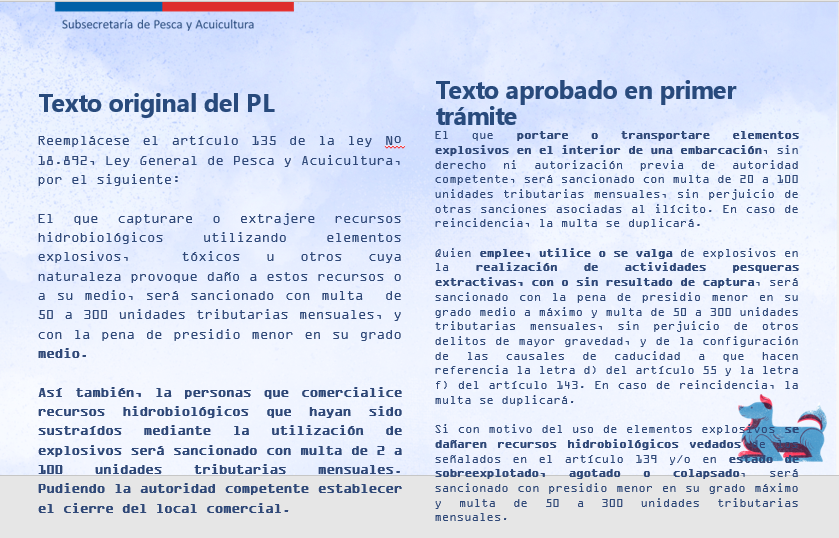 Subsecretaría de Pesca y Acuicultura
Texto original del PL
Reemplácese el artículo 135 de la ley Nº
18.892, Ley General de Pesca y Acuicultura,
por el siguiente:
El que capturare o extrajere recursos
hidrobiológicos utilizando elementos
explosivos, tóxicos u otros cuya
naturaleza provoque daño a estos recursos o
a su medio, será sancionado con multa de
50 a 300 unidades tributarias mensuales, y
con la pena de presidio menor en su grado
medio.
Así también, la personas que comercialice
recursos hidrobiológicos que hayan sido
sustraídos mediante la utilización de
explosivos será sancionado con multa de 2 a
100 unidades tributarias mensuales.
Pudiendo la autoridad competente establecer
el cierre del local comercial.
Texto aprobado en primer
trámite
El que portare o transportare elementos
explosivos en el interior de una embarcación, sin
derecho ni autorización previa de autoridad
competente, será sancionado con multa de 20 a 100
unidades tributarias mensuales, sin perjuicio de
otras sanciones asociadas al ilícito. En caso de
reincidencia, la multa se duplicará.
Quien emplee, utilice o se valga de explosivos en
la realización de actividades pesqueras
extractivas, con o sin resultado de captura, será
sancionado con la pena de presidio menor en su
grado medio a máximo y multa de 50 a 300 unidades
tributarias mensuales, sin perjuicio de otros
delitos de mayor gravedad, y de la configuración
de las causales de caducidad a que hacen
referencia la letra d) del artículo 55 y la letra
f) del artículo 143. En caso de reincidencia, la
multa se duplicará.
Si con motivo del uso de elementos explosivos se
dañaren recursos hidrobiológicos vedados de
señalados en el artículo 139 y/o en estado de
sobreexplotado, agotado o colapsado, será
sancionado con presidio menor en su grado máximo
y multa de 50 a 300 unidades tributarias
mensuales.